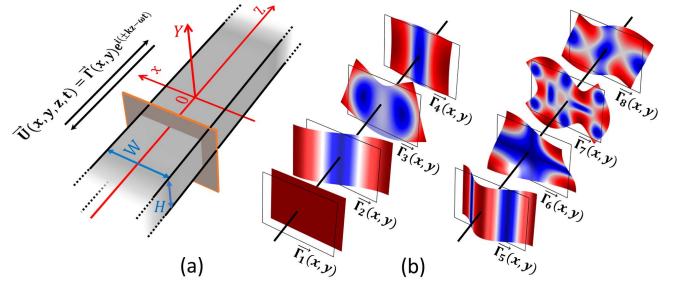 U⃗(x,y,z,t) = Γ⃗(x,y)e^{i(±kz−ωt)}
Y
Z
x
0
W
H
(a)
Γ⃗₄(x,y)
Γ⃗₃(x,y)
Γ⃗₂(x,y)
Γ⃗₁(x,y)
Γ⃗₈(x,y)
Γ⃗₇(x,y)
Γ⃗₆(x,y)
Γ⃗₅(x,y)
(b)